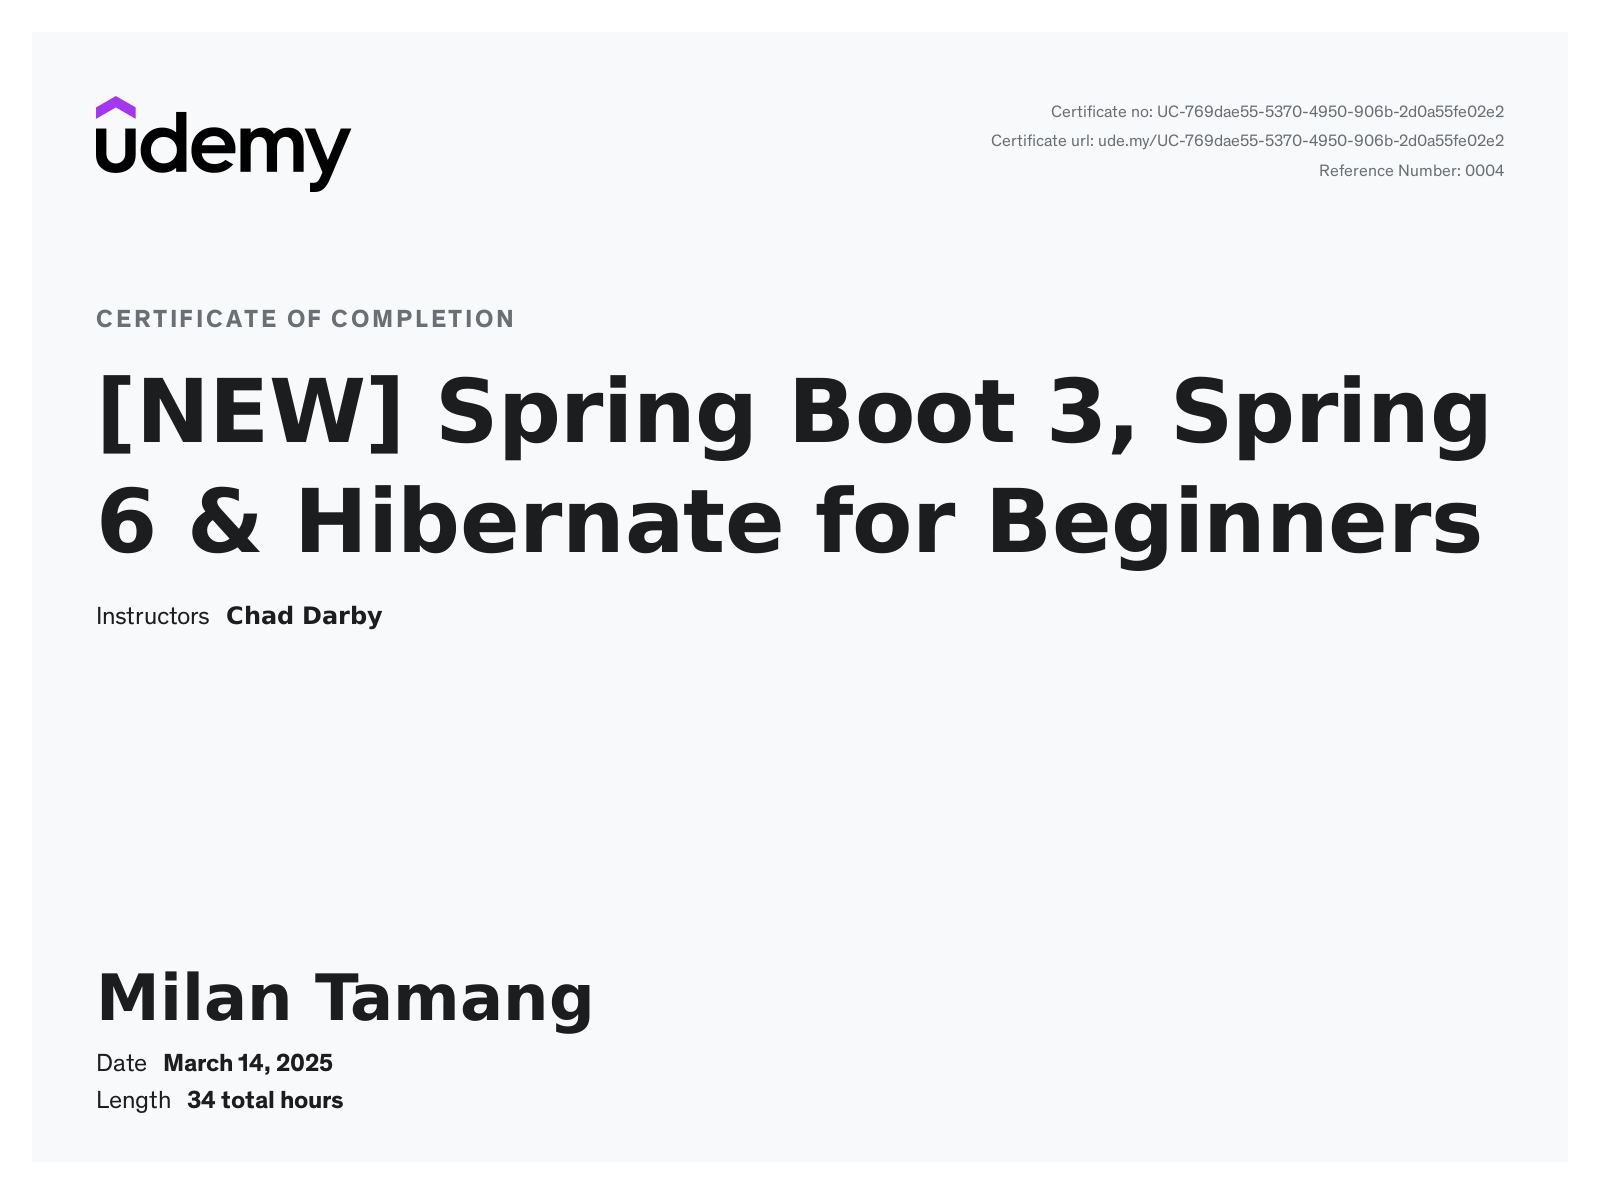 udemy
Certificate no: UC-769dae55-5370-4950-906b-2d0a55fe02e2
Certificate url: ude.my/UC-769dae55-5370-4950-906b-2d0a55fe02e2
Reference Number: 0004
CERTIFICATE OF COMPLETION
[NEW] Spring Boot 3, Spring
6 & Hibernate for Beginners
Instructors Chad Darby
Milan Tamang
Date March 14, 2025
Length 34 total hours